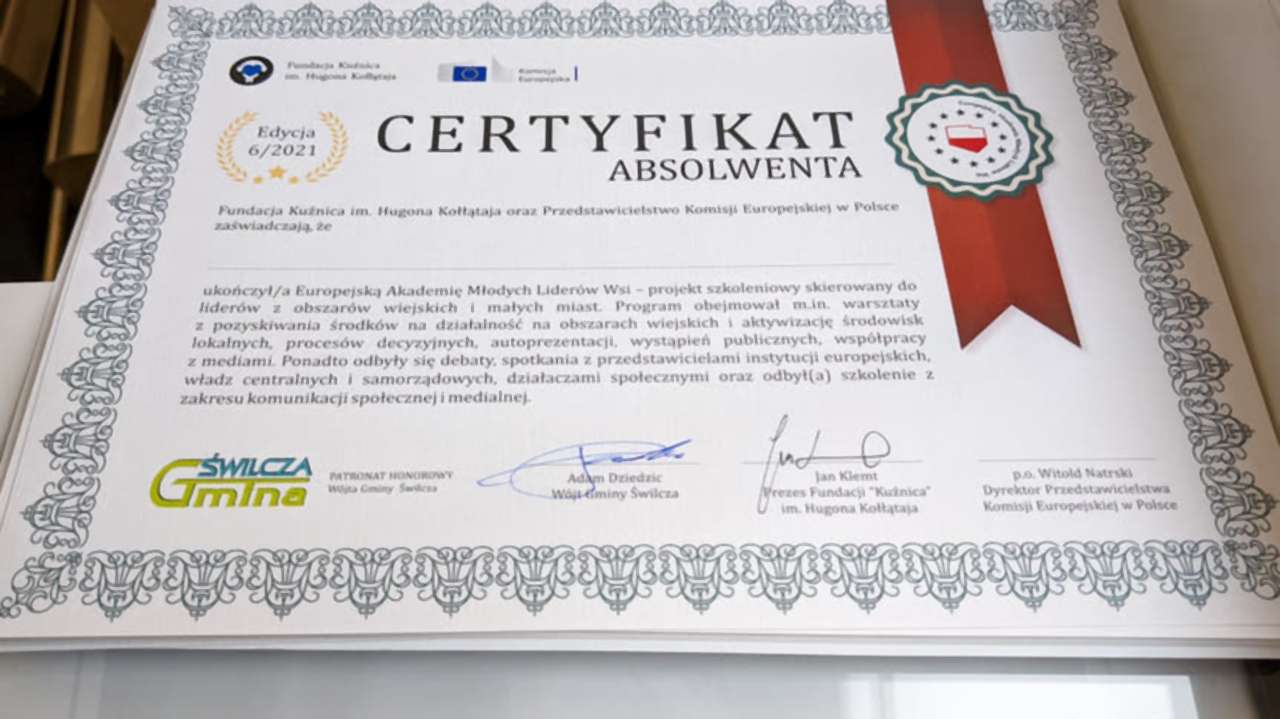 Fundacja Kuźnica
im. Hugona Kołłątaja
Komisja
Europejska
Edycja
6/2021
CERTYFIKAT
ABSOLWENTA
Fundacja Kuźnica im. Hugona Kołłątaja oraz Przedstawicielstwo Komisji Europejskiej w Polsce
zaświadczają, że
ukończył/a Europejską Akademię Młodych Liderów Wsi – projekt szkoleniowy skierowany do
liderów z obszarów wiejskich i małych miast. Program obejmował m.in. warsztaty
z pozyskiwania środków na działalność na obszarach wiejskich i aktywizację środowisk
lokalnych, procesów decyzyjnych, autoprezentacji, wystąpień publicznych, współpracy
z mediami. Ponadto odbyły się debaty, spotkania z przedstawicielami instytucji europejskich,
władz centralnych i samorządowych, działaczami społecznymi oraz odbył(a) szkolenie z
zakresu komunikacji społecznej i medialnej.
ŚWILCZA
Gmina
PATRONAT HONOROWY
Wójta Gminy Świlcza
Adam Dziedzic
Wójt Gminy Świlcza
Jan Klemt
Prezes Fundacji "Kuźnica"
im. Hugona Kołłątaja
p.o. Witold Natrski
Dyrektor Przedstawicielstwa
Komisji Europejskiej w Polsce